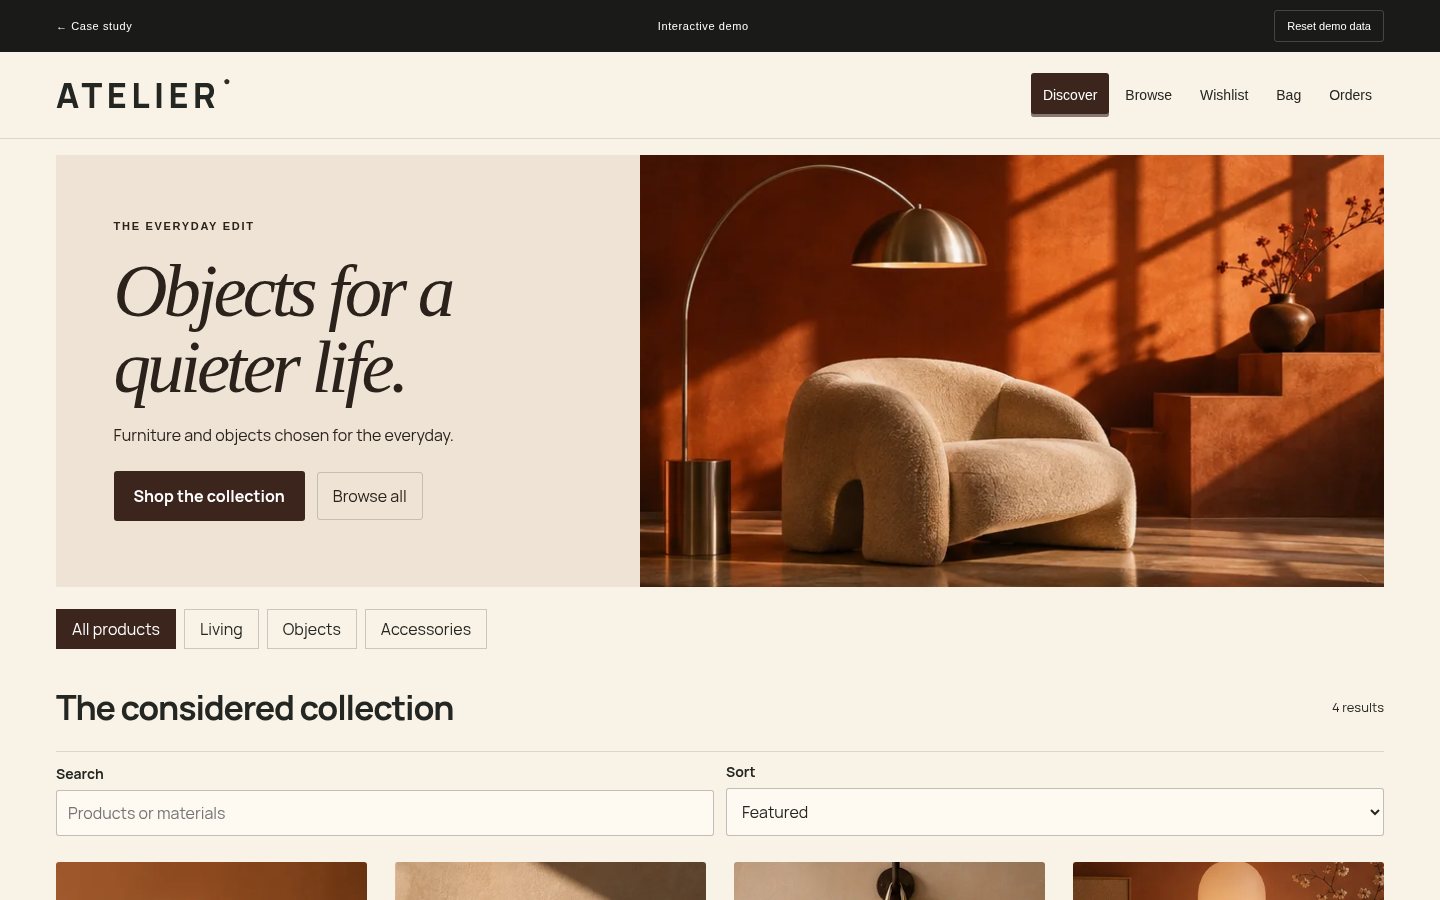 ← Case study
Interactive demo
Reset demo data
ATELIER
Discover
Browse
Wishlist
Bag
Orders
THE EVERYDAY EDIT
Objects for a
quieter life.
Furniture and objects chosen for the everyday.
Shop the collection
Browse all
All products
Living
Objects
Accessories
The considered collection
4 results
Search
Sort
Products or materials
Featured